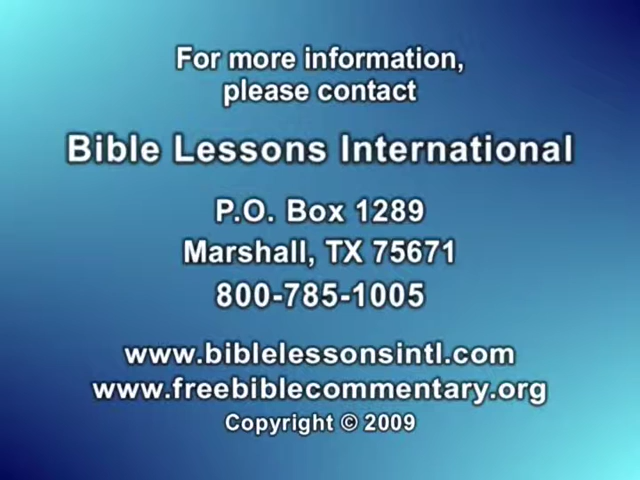 For more information,
please contact
Bible Lessons International
P.O. Box 1289
Marshall, TX 75671
800-785-1005
www.biblelessonsintl.com
www.freebiblecommentary.org
Copyright © 2009